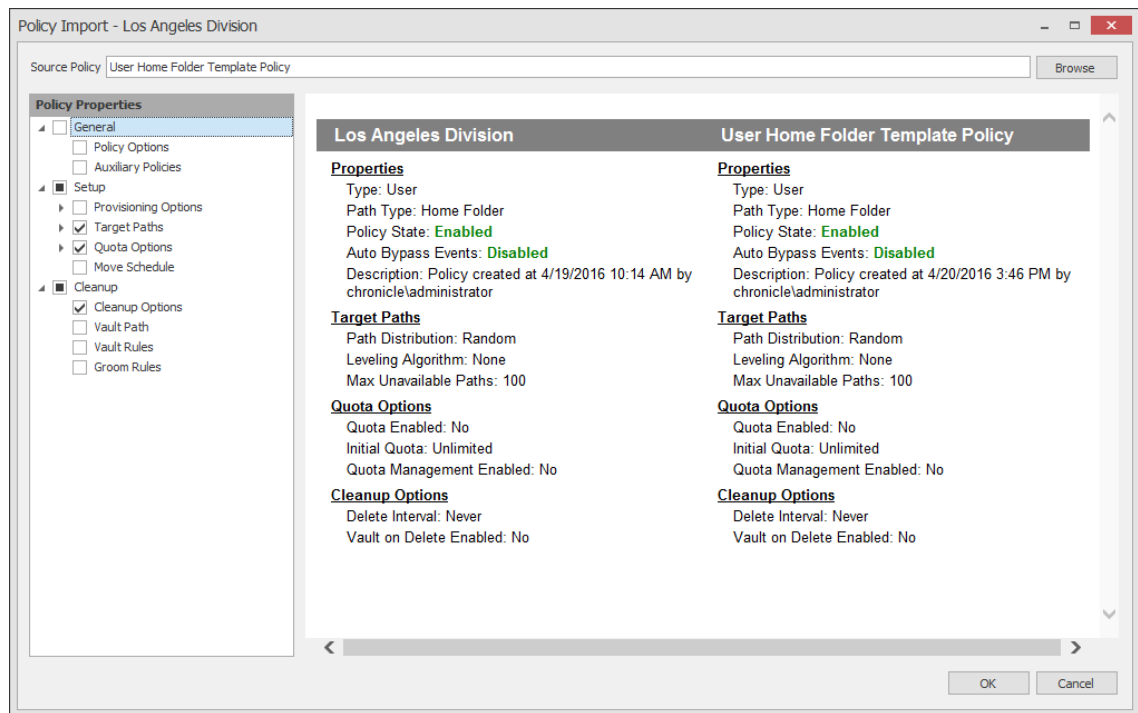 Policy Import - Los Angeles Division
Source Policy User Home Folder Template Policy Browse
Policy Properties
General
Policy Options
Auxiliary Policies
Setup
Provisioning Options
Target Paths
Quota Options
Move Schedule
Cleanup
Cleanup Options
Vault Path
Vault Rules
Groom Rules
Los Angeles Division
Properties
Type: User
Path Type: Home Folder
Policy State: Enabled
Auto Bypass Events: Disabled
Description: Policy created at 4/19/2016 10:14 AM by
chronicle\administrator
Target Paths
Path Distribution: Random
Leveling Algorithm: None
Max Unavailable Paths: 100
Quota Options
Quota Enabled: No
Initial Quota: Unlimited
Quota Management Enabled: No
Cleanup Options
Delete Interval: Never
Vault on Delete Enabled: No
User Home Folder Template Policy
Properties
Type: User
Path Type: Home Folder
Policy State: Enabled
Auto Bypass Events: Disabled
Description: Policy created at 4/20/2016 3:46 PM by
chronicle\administrator
Target Paths
Path Distribution: Random
Leveling Algorithm: None
Max Unavailable Paths: 100
Quota Options
Quota Enabled: No
Initial Quota: Unlimited
Quota Management Enabled: No
Cleanup Options
Delete Interval: Never
Vault on Delete Enabled: No
OK Cancel